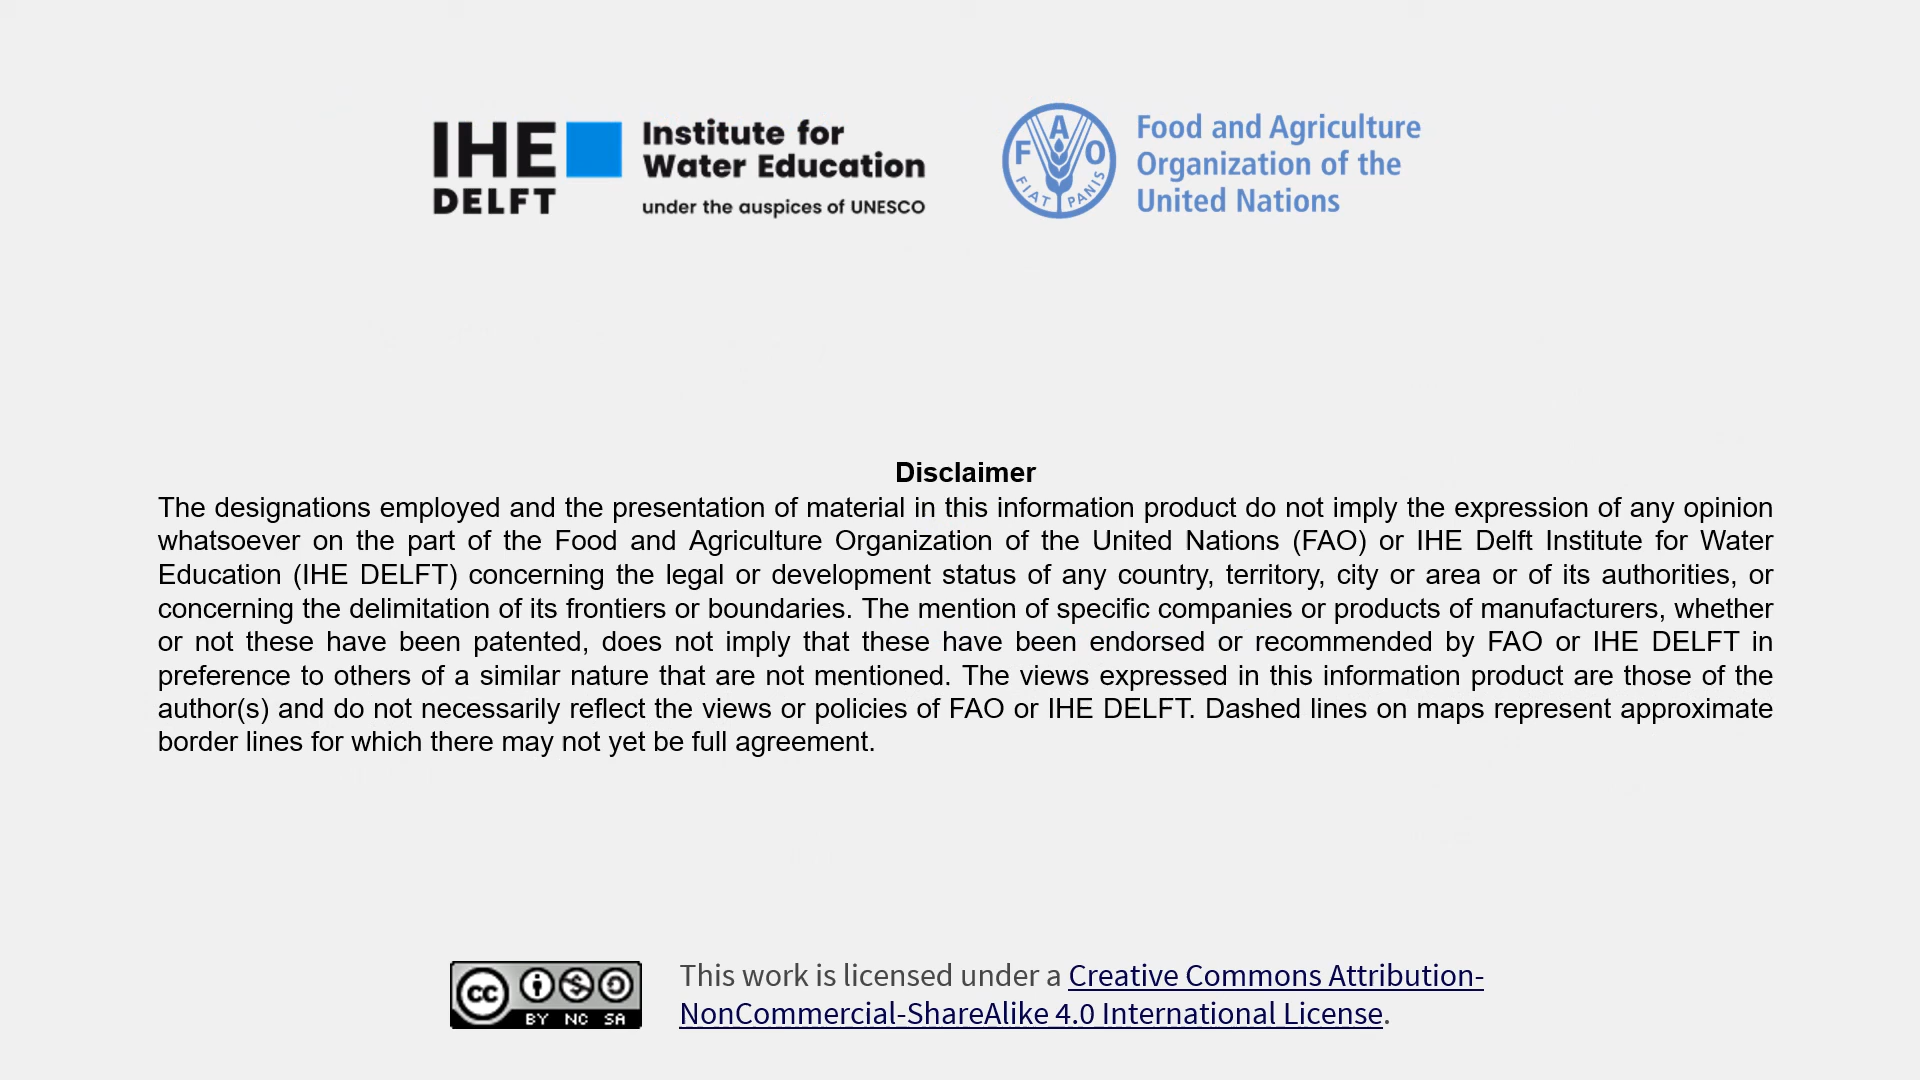 IHE
DELFT
Institute for
Water Education
under the auspices of UNESCO
F A O
FIAT PANIS
Food and Agriculture
Organization of the
United Nations
Disclaimer
The designations employed and the presentation of material in this information product do not imply the expression of any opinion
whatsoever on the part of the Food and Agriculture Organization of the United Nations (FAO) or IHE Delft Institute for Water
Education (IHE DELFT) concerning the legal or development status of any country, territory, city or area or of its authorities, or
concerning the delimitation of its frontiers or boundaries. The mention of specific companies or products of manufacturers, whether
or not these have been patented, does not imply that these have been endorsed or recommended by FAO or IHE DELFT in
preference to others of a similar nature that are not mentioned. The views expressed in this information product are those of the
author(s) and do not necessarily reflect the views or policies of FAO or IHE DELFT. Dashed lines on maps represent approximate
border lines for which there may not yet be full agreement.
cc
BY NC SA
This work is licensed under a Creative Commons Attribution-
NonCommercial-ShareAlike 4.0 International License.